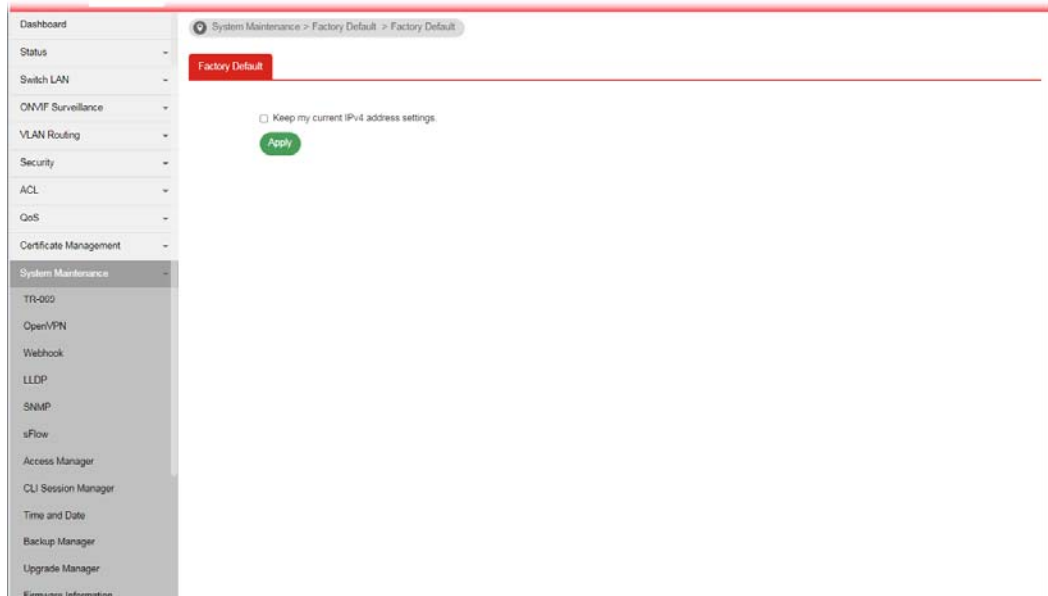 Dashboard
System Maintenance > Factory Default > Factory Default
Status
Switch LAN
ONVIF Surveillance
VLAN Routing
Security
ACL
QoS
Certificate Management
System Maintenance
TR-069
OpenVPN
Webhook
LLDP
SNMP
sFlow
Access Manager
CLI Session Manager
Time and Date
Backup Manager
Upgrade Manager
Firmware Information
Factory Default
Keep my current IPv4 address settings.
Apply